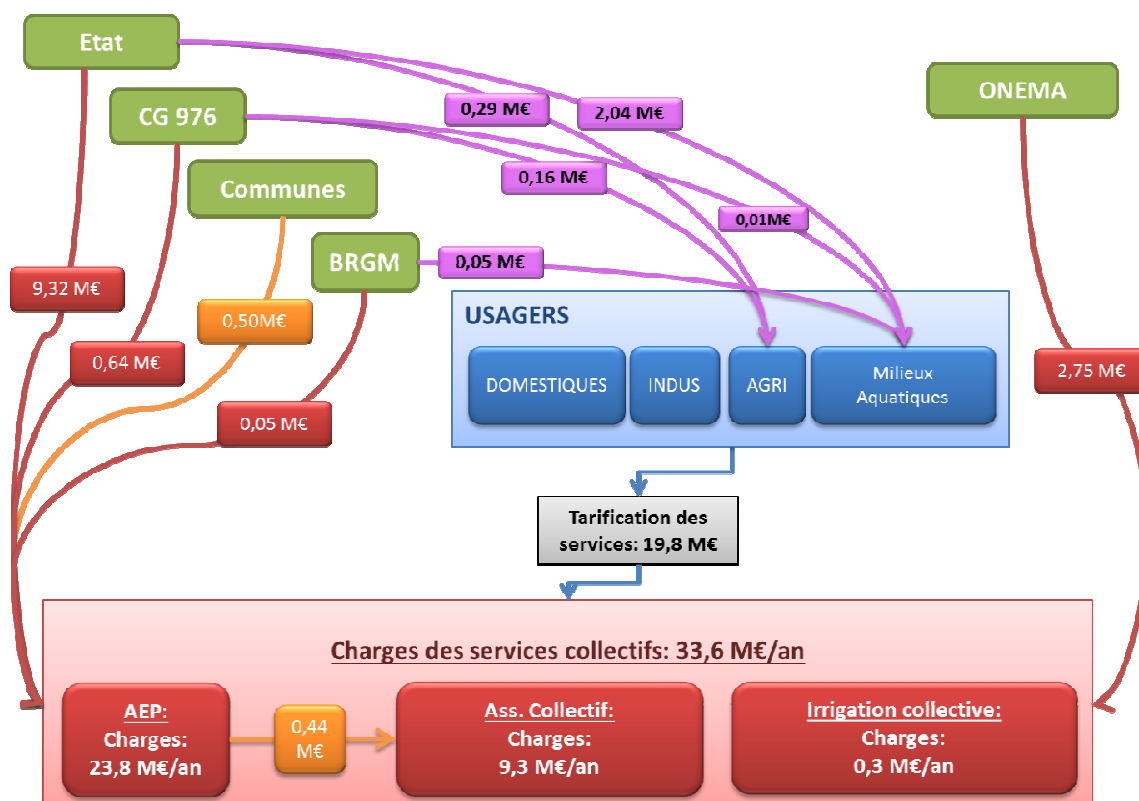 Etat
ONEMA
CG 976
0,29 M€
2,04 M€
0,16 M€
Communes
0,01M€
BRGM
0,05 M€
9,32 M€
0,50M€
0,64 M€
0,05 M€
2,75 M€
USAGERS
DOMESTIQUES
INDUS
AGRI
Milieux
Aquatiques
Tarification des
services: 19,8 M€
Charges des services collectifs: 33,6 M€/an
AEP:
Charges:
23,8 M€/an
0,44
M€
Ass. Collectif:
Charges:
9,3 M€/an
Irrigation collective:
Charges:
0,3 M€/an